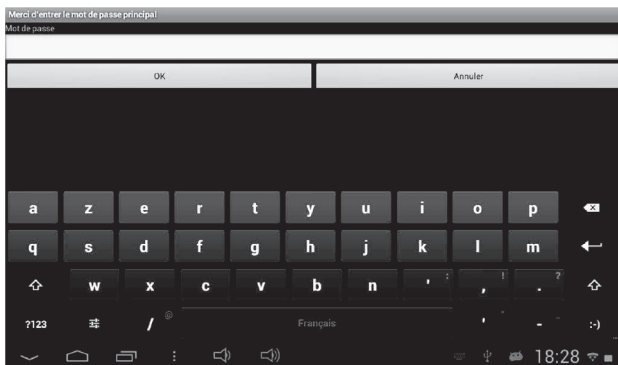 Merci d'entrer le mot de passe principal
Mot de passe
OK Annuler
a z e r t y u i o p
q s d f g h j k l m
w x c v b n ' : , ! . ?
?123 / @ Français ' - :-)
18:28